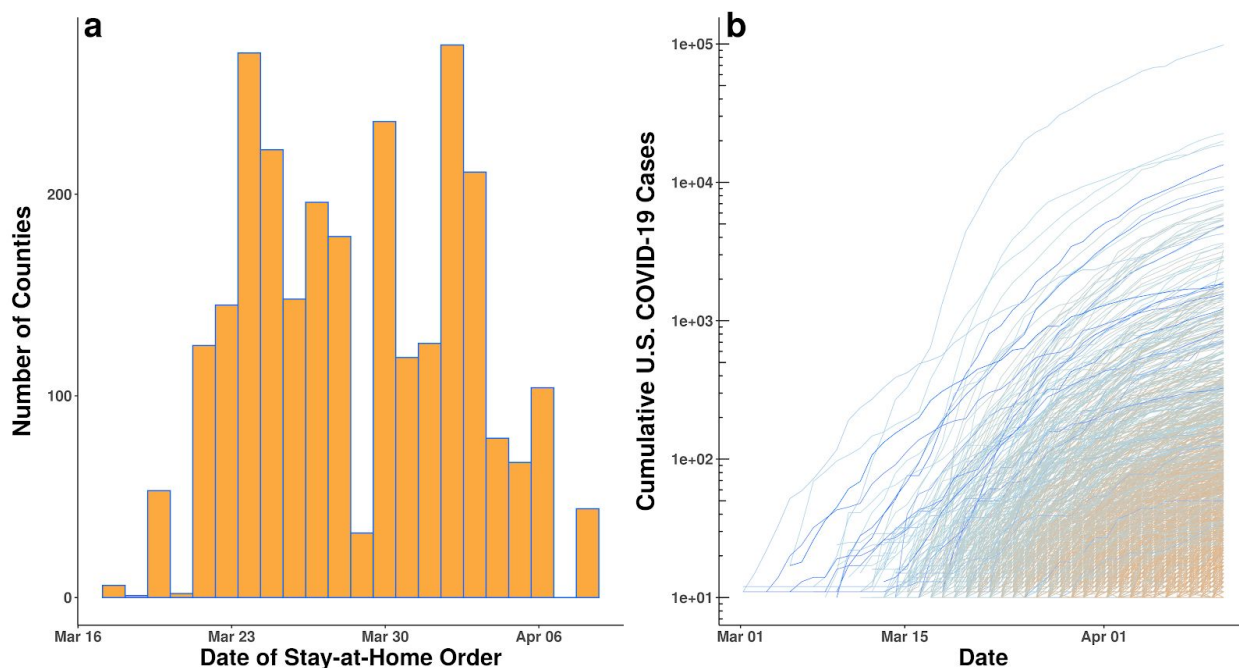 a
Number of Counties
200
100
0
Mar 16
Mar 23
Mar 30
Apr 06
Date of Stay-at-Home Order
b
Cumulative U.S. COVID-19 Cases
1e+05
1e+04
1e+03
1e+02
1e+01
Mar 01
Mar 15
Apr 01
Date